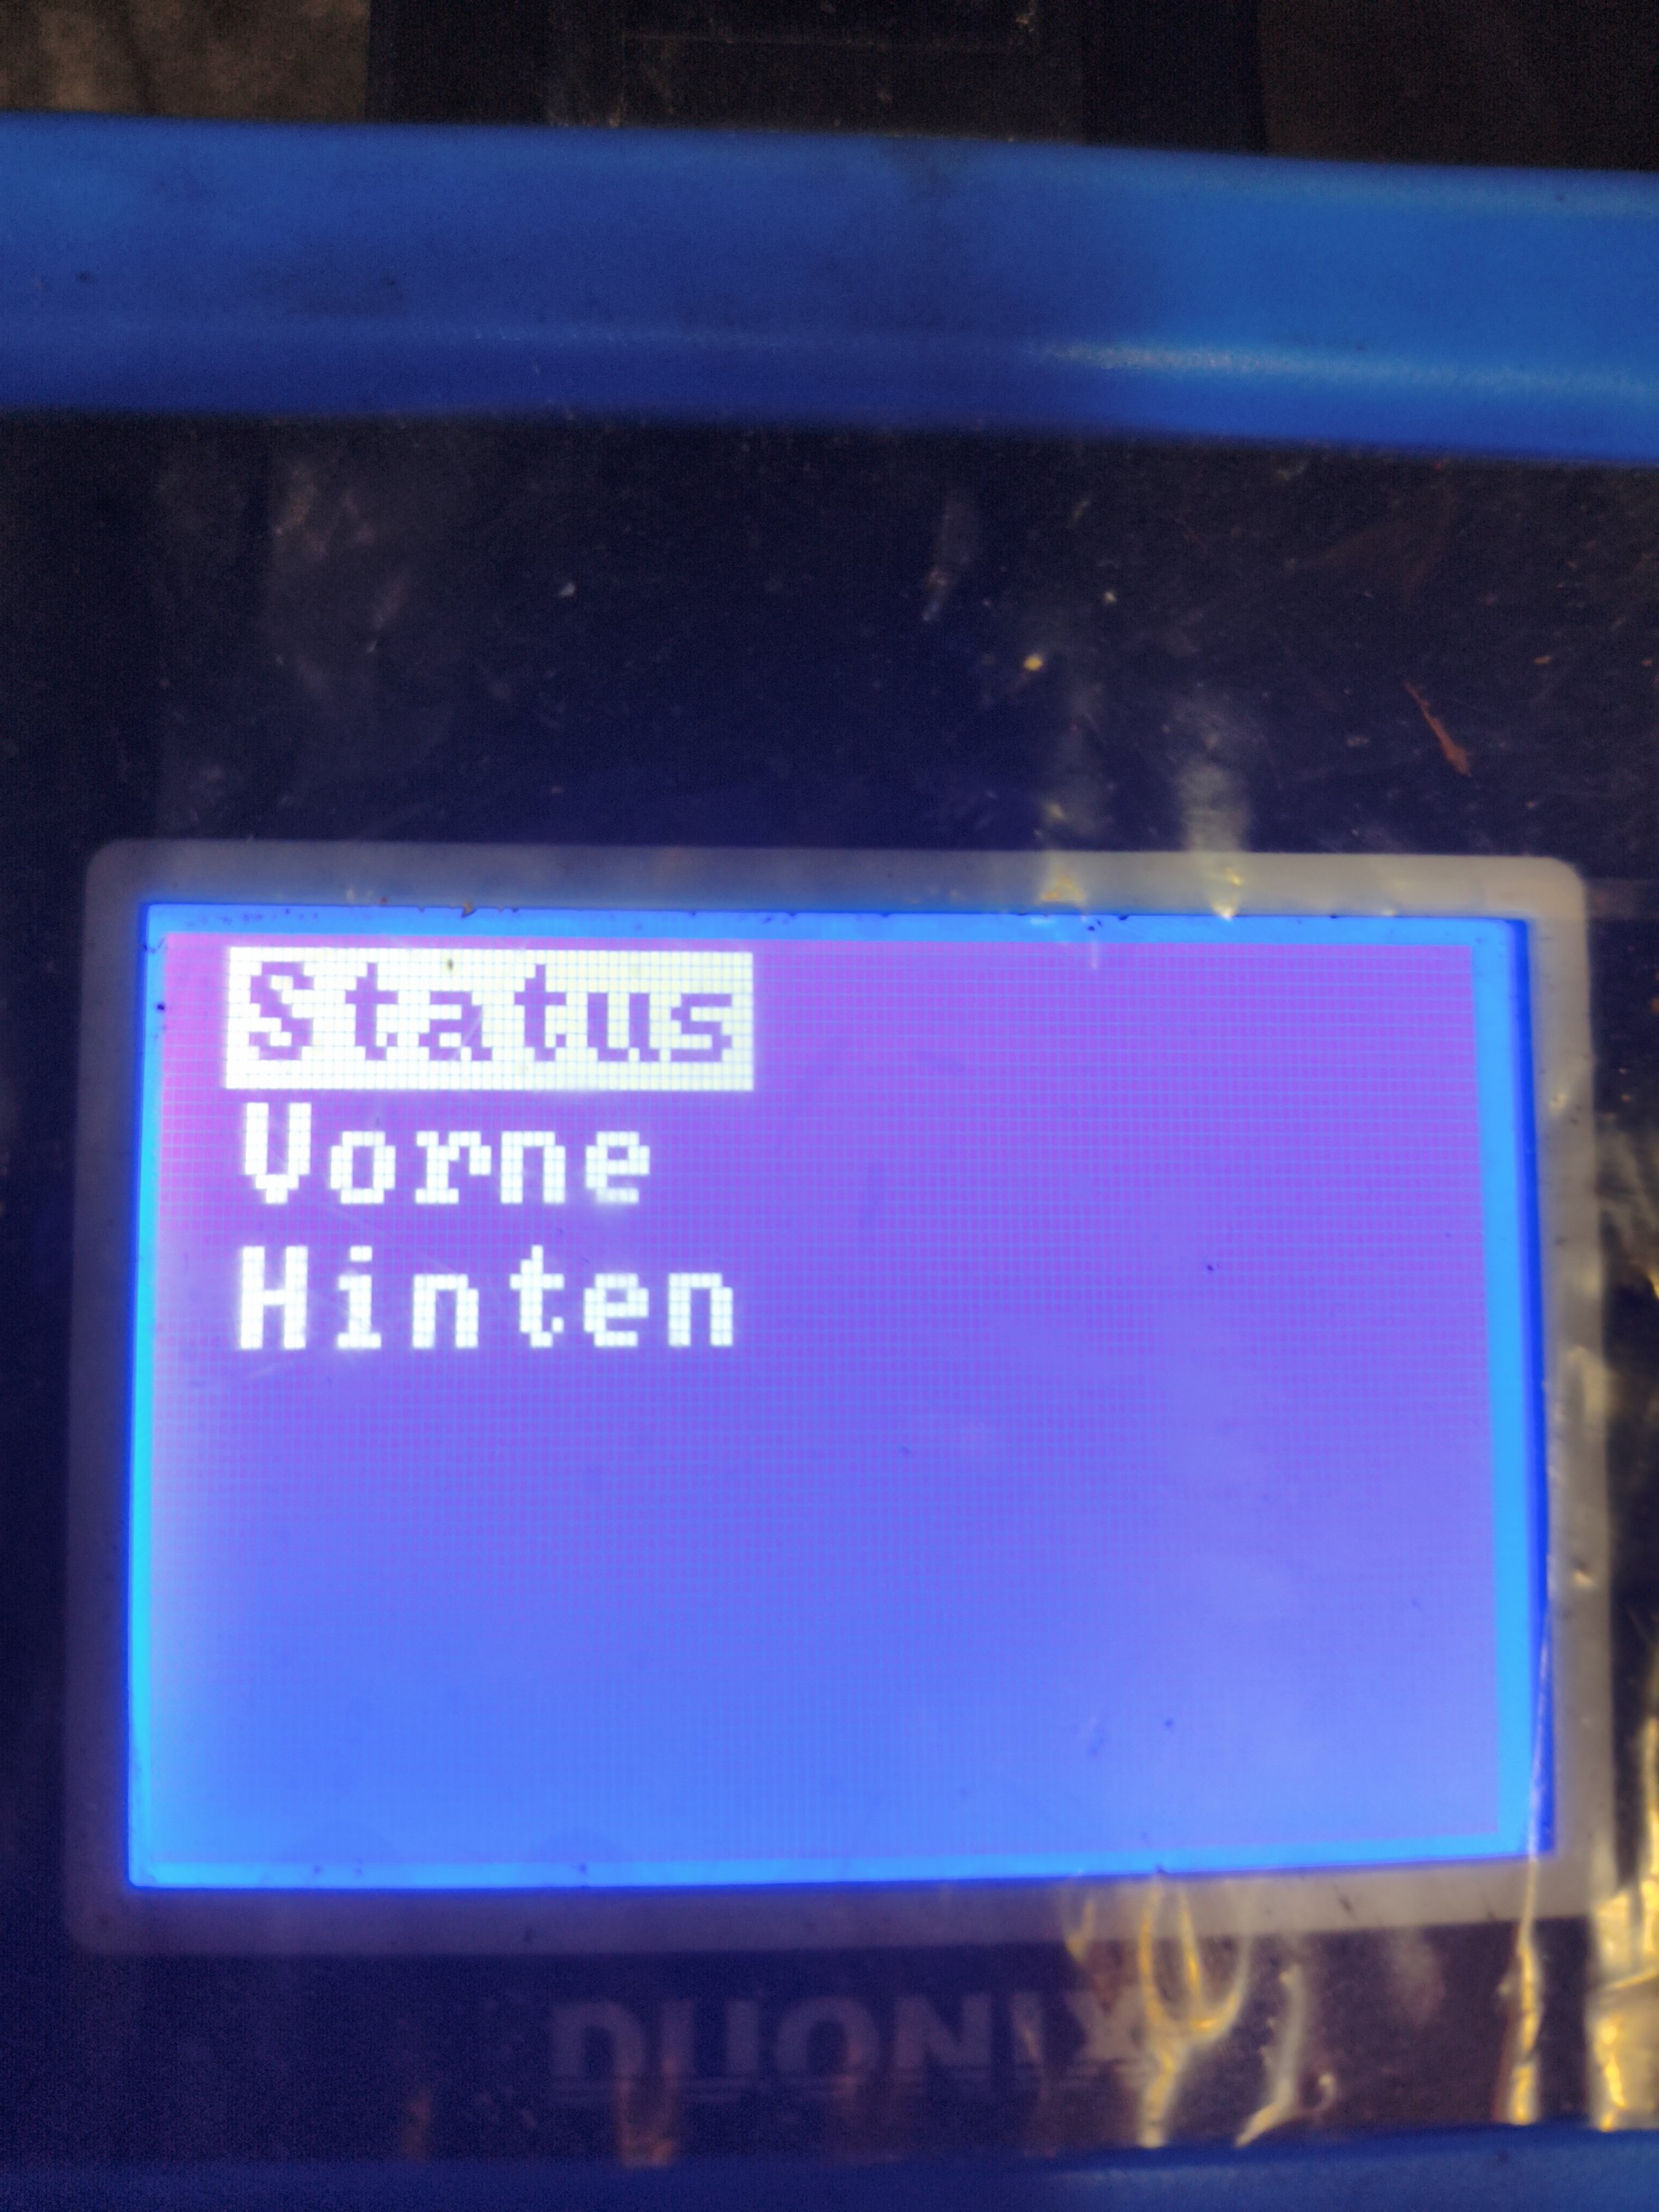 Status
Vorne
Hinten
DUONIX